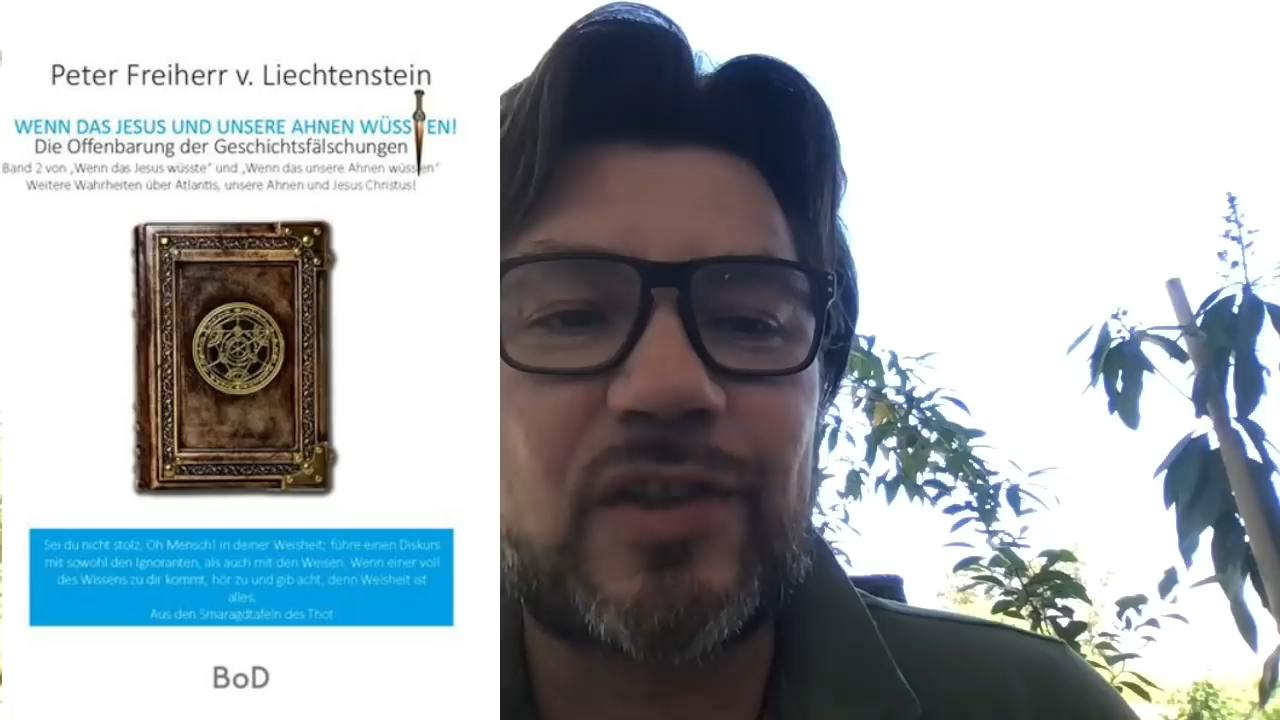 Peter Freiherr v. Liechtenstein
WENN DAS JESUS UND UNSERE AHNEN WÜSSTEN!
Die Offenbarung der Geschichtsfälschungen
Band 2 von „Wenn das Jesus wüsste“ und „Wenn das unsere Ahnen wüssten“
Weitere Wahrheiten über Atlantis, unsere Ahnen und Jesus Christus!
Sei du nicht stolz, Oh Mensch! in deiner Weisheit; führe einen Diskurs
mit sowohl den Ignoranten, als auch mit den Weisen. Wenn einer voll
des Wissens zu dir kommt, hör zu und gib acht, denn Weisheit ist
alles.
Aus den Smaragdtafeln des Thot
BoD